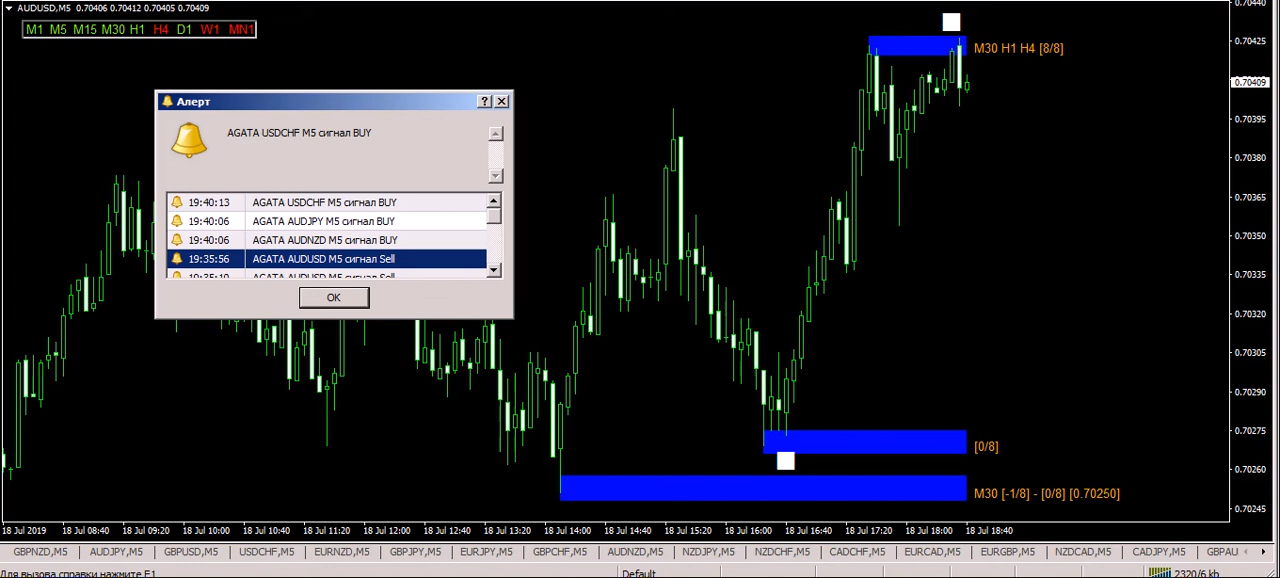 AUDUSD,M5 0.70406 0.70412 0.70405 0.70409
M1 M5 M15 M30 H1 H4 D1 W1 MN1
0.70440
M30 H1 H4 [8/8]
0.70425
0.70409
Алерт
AGATA USDCHF M5 сигнал BUY
19:40:13 AGATA USDCHF M5 сигнал BUY
19:40:06 AGATA AUDJPY M5 сигнал BUY
19:40:06 AGATA AUDNZD M5 сигнал BUY
19:35:56 AGATA AUDUSD M5 сигнал Sell
19:35:19 AGATA AUDUSD M5 сигнал Sell
OK
0.70395
0.70380
0.70365
0.70350
0.70335
0.70320
0.70305
0.70290
0.70275
[0/8]
0.70260
M30 [-1/8] - [0/8] [0.70250]
0.70245
18 Jul 2019 18 Jul 08:40 18 Jul 09:20 18 Jul 10:00 18 Jul 10:40 18 Jul 11:20 18 Jul 12:00 18 Jul 12:40 18 Jul 13:20 18 Jul 14:00 18 Jul 14:40 18 Jul 15:20 18 Jul 16:00 18 Jul 16:40 18 Jul 17:20 18 Jul 18:00 18 Jul 18:40
GBPNZD,M5 AUDJPY,M5 GBPUSD,M5 USDCHF,M5 EURNZD,M5 GBPJPY,M5 EURJPY,M5 GBPCHF,M5 AUDNZD,M5 NZDJPY,M5 NZDCHF,M5 CADCHF,M5 EURCAD,M5 EURGBP,M5 NZDCAD,M5 CADJPY,M5 GBPAU
Для вызова справки нажмите F1 Default 2320/6 kb